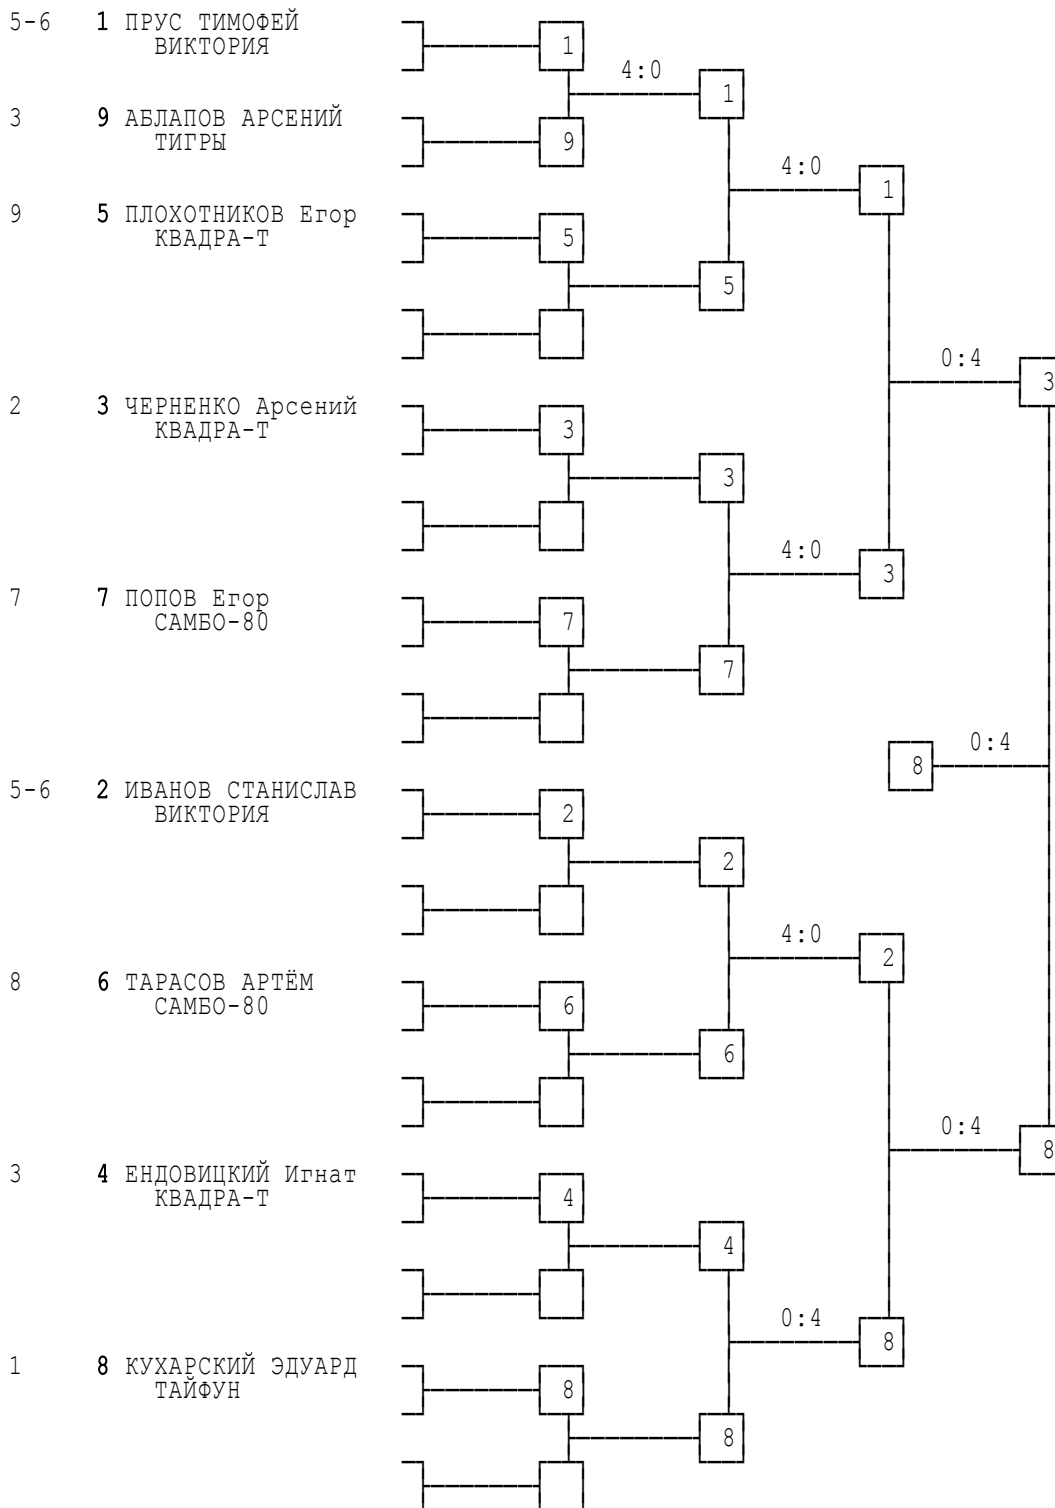 5-6 1 ПРУС ТИМОФЕЙ
ВИКТОРИЯ
1
4:0
1
3 9 АБЛАПОВ АРСЕНИЙ
ТИГРЫ
9
4:0
1
9 5 ПЛОХОТНИКОВ Егор
КВАДРА-Т
5
5
0:4
3
2 3 ЧЕРНЕНКО Арсений
КВАДРА-Т
3
3
4:0
3
7 7 ПОПОВ Егор
САМБО-80
7
7
0:4
8
5-6 2 ИВАНОВ СТАНИСЛАВ
ВИКТОРИЯ
2
2
4:0
2
8 6 ТАРАСОВ АРТЁМ
САМБО-80
6
6
0:4
8
3 4 ЕНДОВИЦКИЙ Игнат
КВАДРА-Т
4
4
0:4
8
1 8 КУХАРСКИЙ ЭДУАРД
ТАЙФУН
8
8